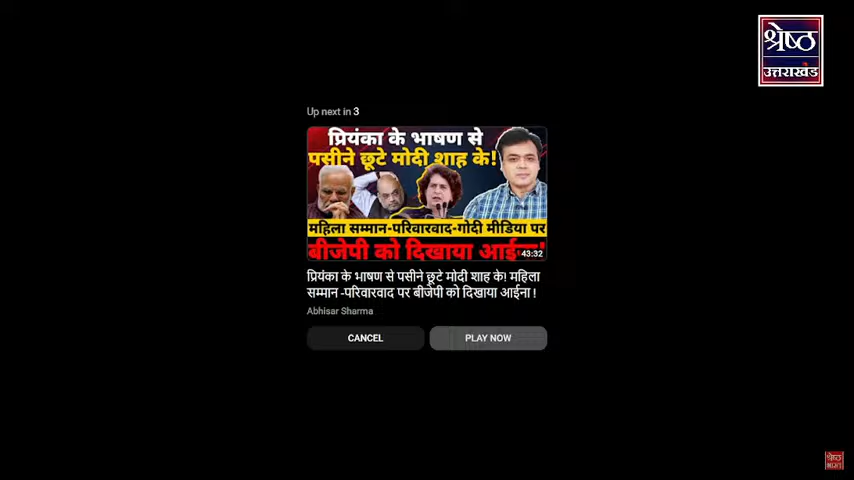 श्रेष्ठ
उत्तराखंड
Up next in 3
प्रियंका के भाषण से
पसीने छूटे मोदी शाह के!
महिला सम्मान-परिवारवाद-गोदी मीडिया पर
बीजेपी को दिखाया आईना!
43:32
प्रियंका के भाषण से पसीने छूटे मोदी शाह के! महिला
सम्मान -परिवारवाद पर बीजेपी को दिखाया आईना !
Abhisar Sharma
CANCEL
PLAY NOW
श्रेष्ठ
भारत